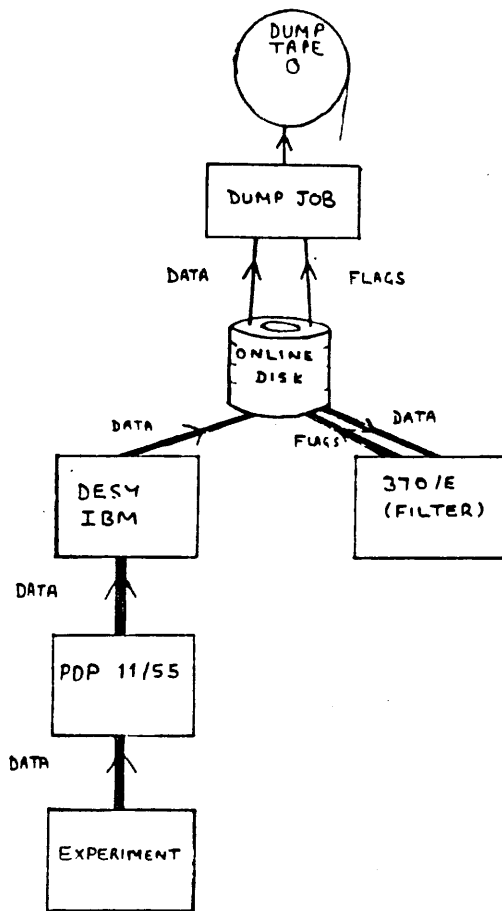 DUMP
TAPE
0
DUMP JOB
DATA
FLAGS
ONLINE
DISK
DATA
DATA
FLAGS
DESY
IBM
370/E
(FILTER)
DATA
PDP 11/55
DATA
EXPERIMENT